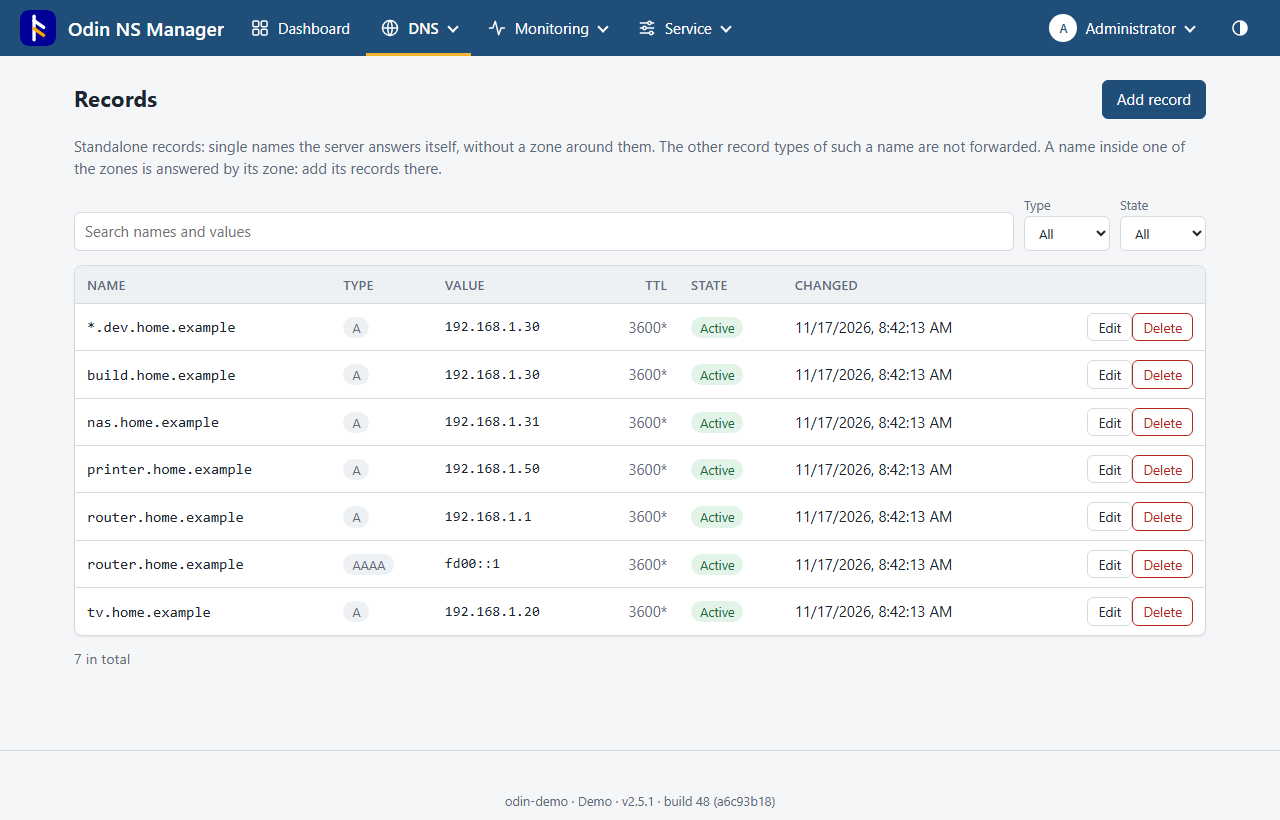 Odin NS Manager Dashboard DNS Monitoring Service A Administrator
Records Add record
Standalone records: single names the server answers itself, without a zone around them. The other record types of such a name are not forwarded. A name inside one of
the zones is answered by its zone: add its records there.
Type State
Search names and values All All
NAME TYPE VALUE TTL STATE CHANGED
*.dev.home.example A 192.168.1.30 3600* Active 11/17/2026, 8:42:13 AM Edit Delete
build.home.example A 192.168.1.30 3600* Active 11/17/2026, 8:42:13 AM Edit Delete
nas.home.example A 192.168.1.31 3600* Active 11/17/2026, 8:42:13 AM Edit Delete
printer.home.example A 192.168.1.50 3600* Active 11/17/2026, 8:42:13 AM Edit Delete
router.home.example A 192.168.1.1 3600* Active 11/17/2026, 8:42:13 AM Edit Delete
router.home.example AAAA fd00::1 3600* Active 11/17/2026, 8:42:13 AM Edit Delete
tv.home.example A 192.168.1.20 3600* Active 11/17/2026, 8:42:13 AM Edit Delete
7 in total
odin-demo · Demo · v2.5.1 · build 48 (a6c93b18)